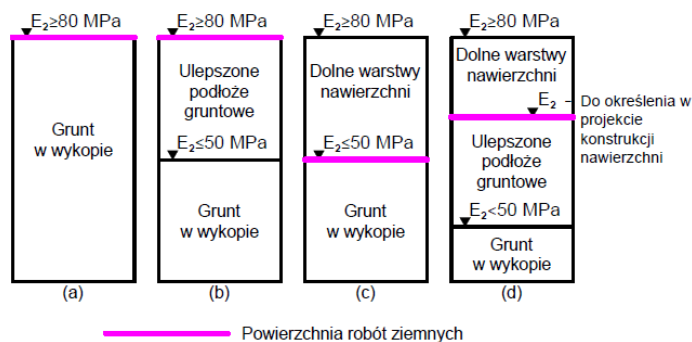 E₂≥80 MPa
Grunt
w wykopie
(a)
E₂≥80 MPa
Ulepszone
podłoże
gruntowe
E₂≤50 MPa
Grunt
w wykopie
(b)
E₂≥80 MPa
Dolne warstwy
nawierzchni
E₂≤50 MPa
Grunt
w wykopie
(c)
E₂≥80 MPa
Dolne warstwy
nawierzchni
E₂ – Do określenia w
projekcie
konstrukcji
nawierzchni
Ulepszone
podłoże
gruntowe
E₂<50 MPa
Grunt
w wykopie
(d)
Powierzchnia robót ziemnych